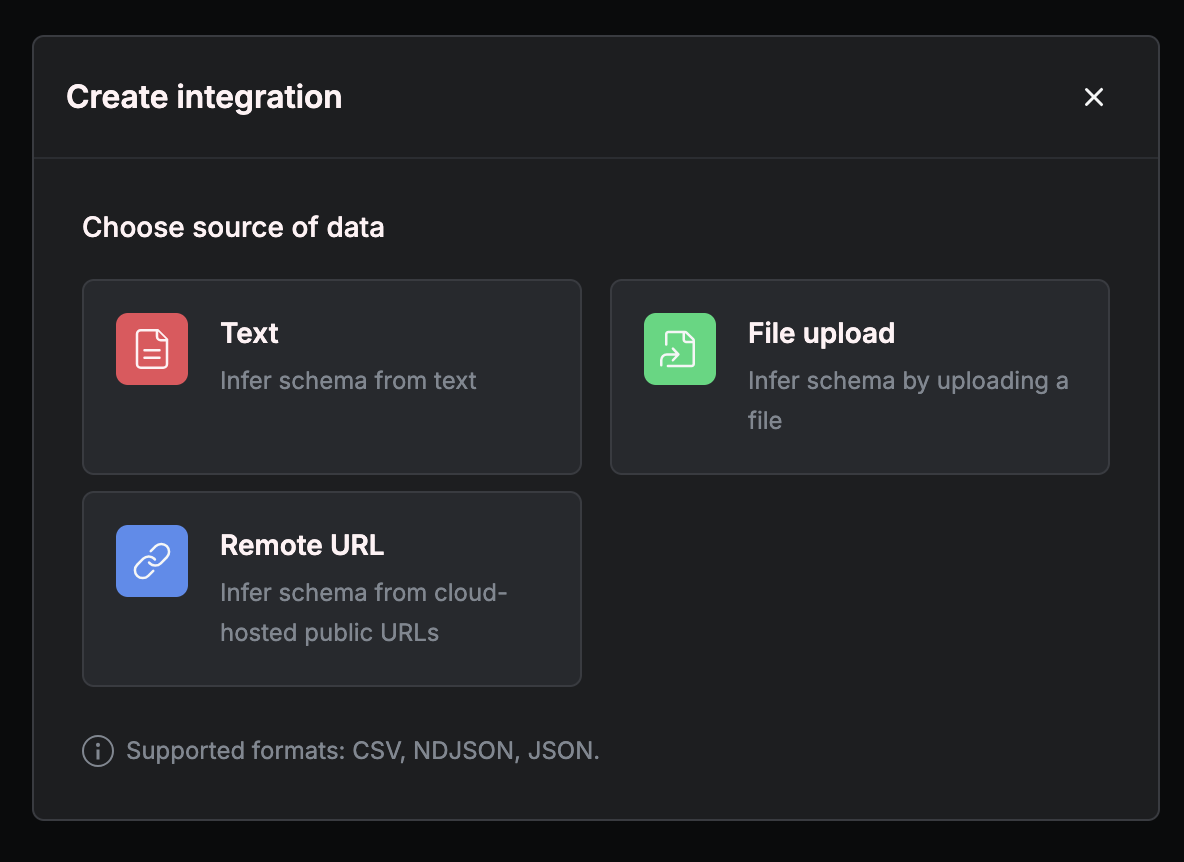 Create integration
Choose source of data
Text
Infer schema from text
File upload
Infer schema by uploading a
file
Remote URL
Infer schema from cloud-
hosted public URLs
Supported formats: CSV, NDJSON, JSON.